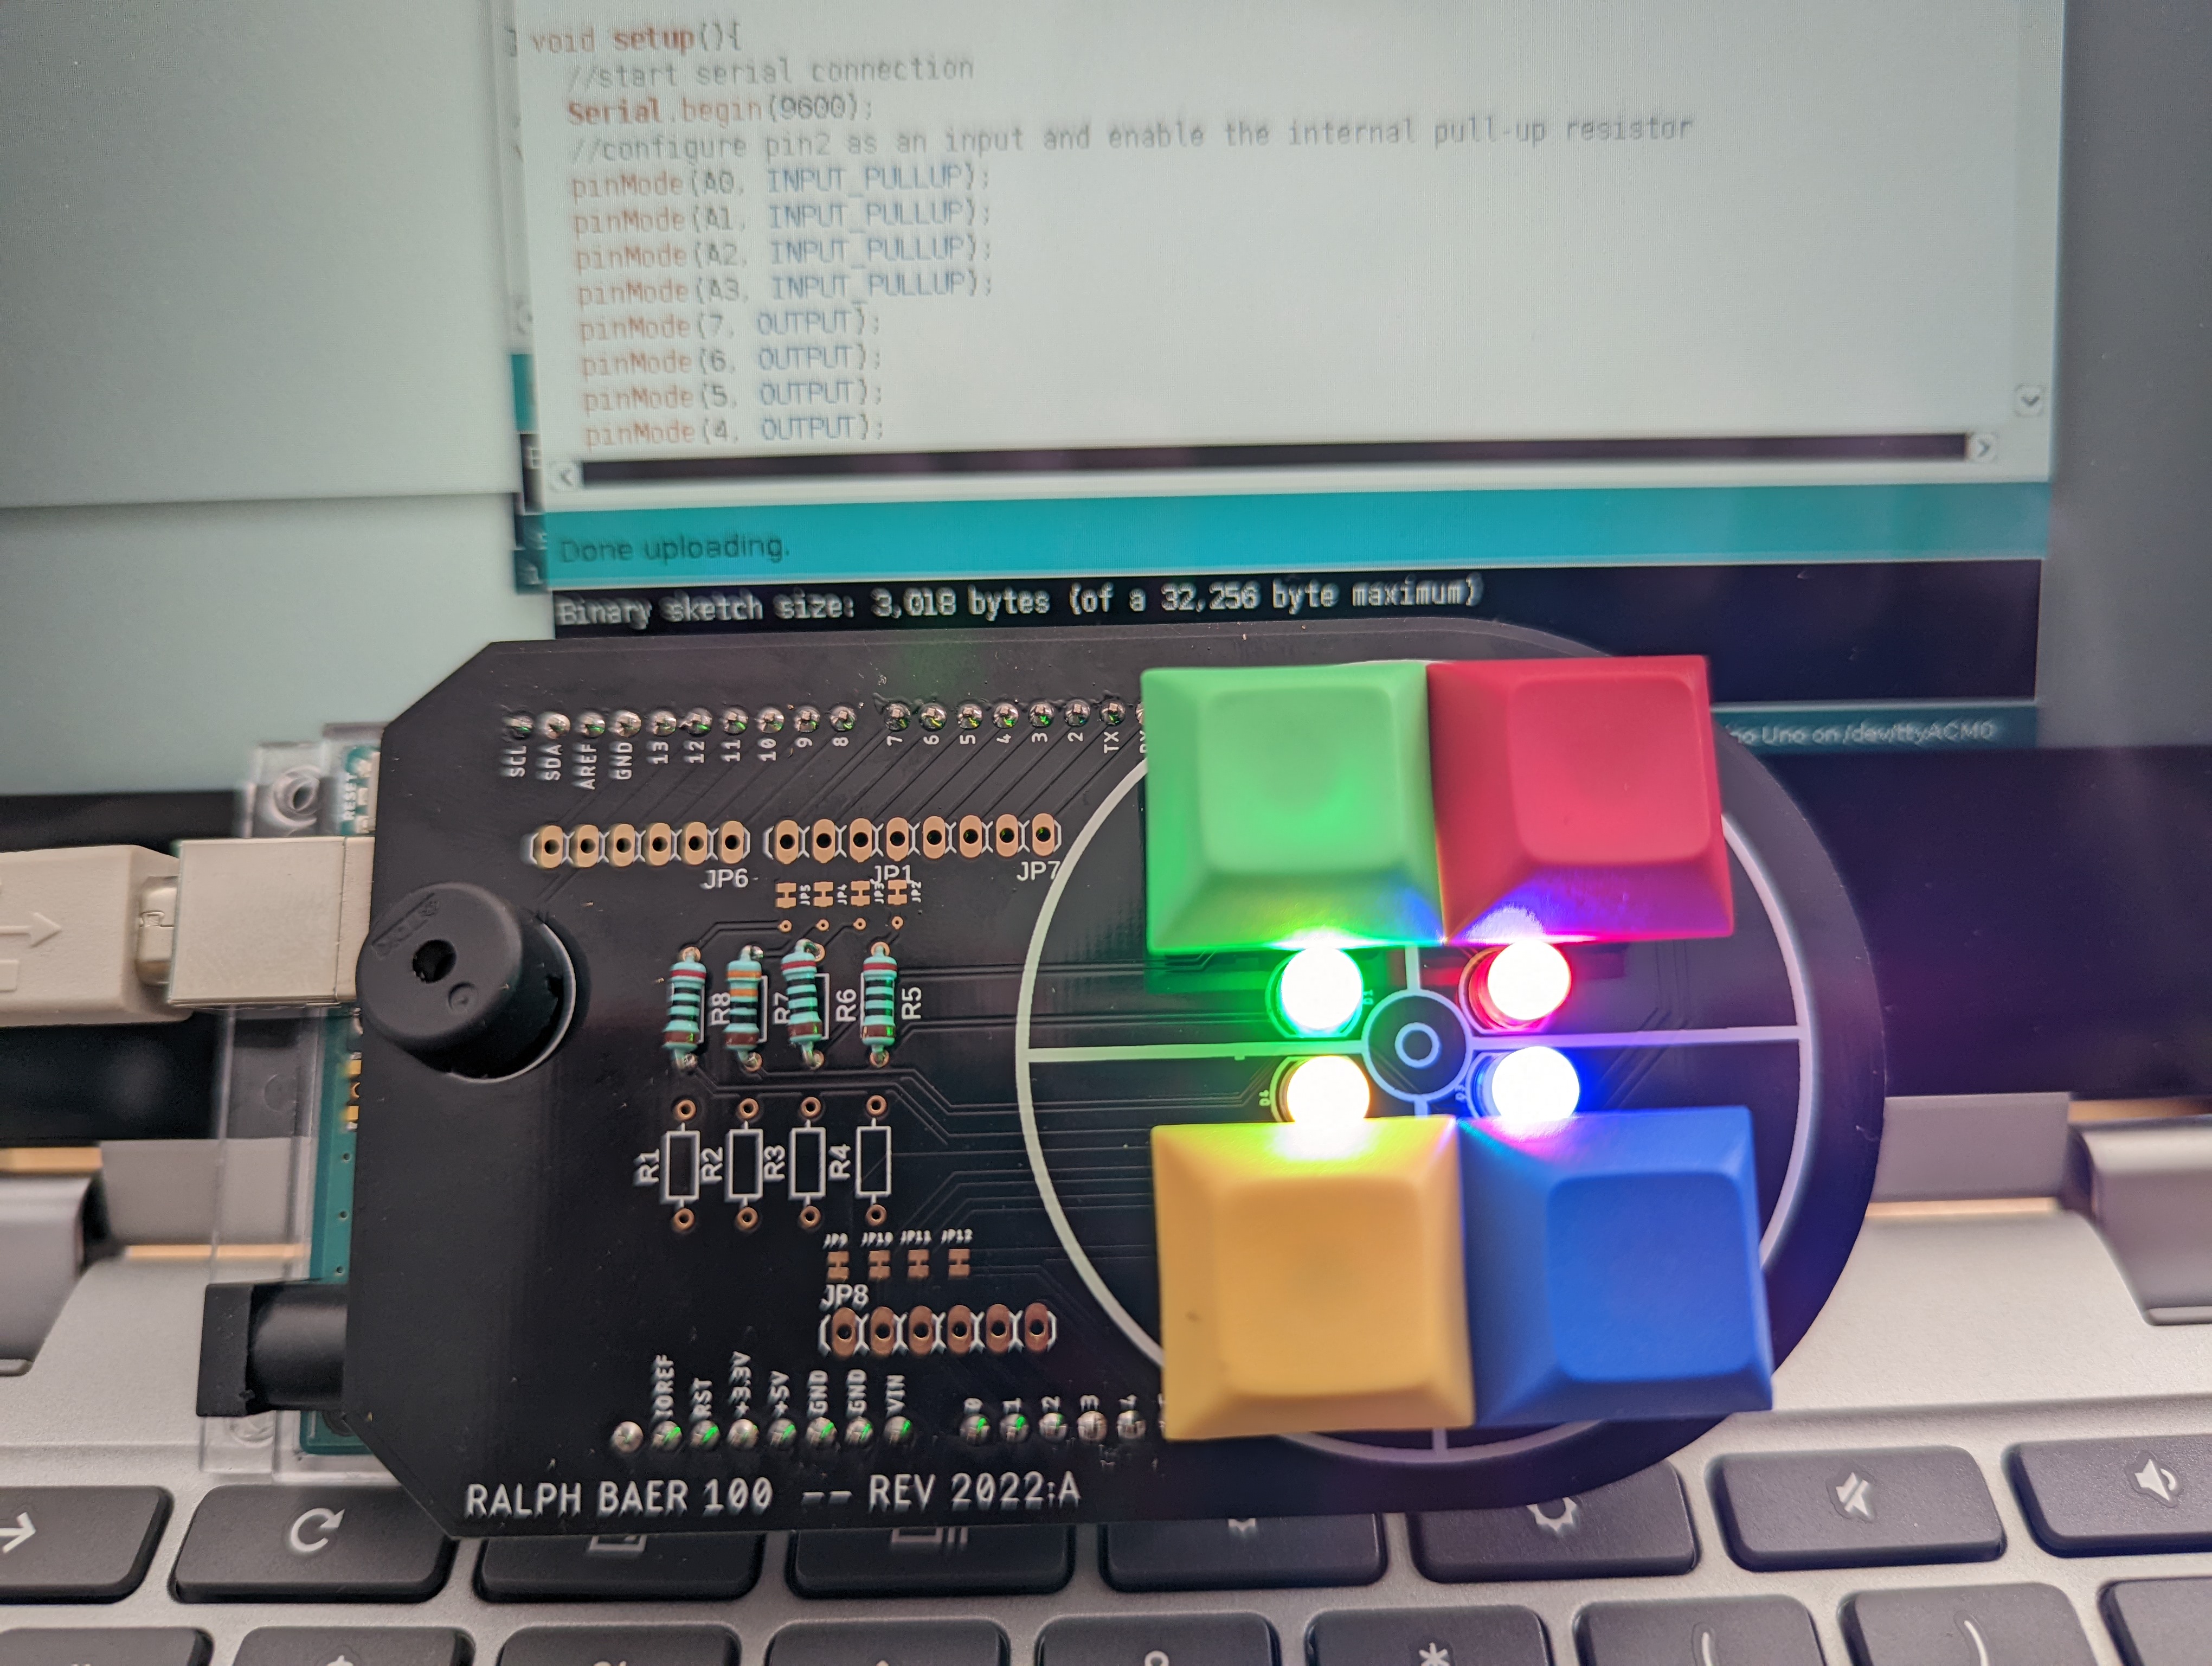 void setup(){
//start serial connection
Serial.begin(9600);
//configure pin2 as an input and enable the internal pull-up resistor
pinMode(A0, INPUT_PULLUP);
pinMode(A1, INPUT_PULLUP);
pinMode(A2, INPUT_PULLUP);
pinMode(A3, INPUT_PULLUP);
pinMode(7, OUTPUT);
pinMode(6, OUTPUT);
pinMode(5, OUTPUT);
pinMode(4, OUTPUT);
Done uploading.
Binary sketch size: 3,018 bytes (of a 32,256 byte maximum)
Uno on /dev/ttyACM0
SCL SDA AREF GND 13 12 11 10 9 8 7 6 5 4 3 2 TX
RESET
JP6 JP1 JP7
JP5 JP4 JP3 JP2
R8 R7 R6 R5
R1 R2 R3 R4
JP9 JP10 JP11 JP12
JP8
IOREF RST +3.3V +5V GND GND VIN 0 1 2 3 4
RALPH BAER 100 -- REV 2022:A